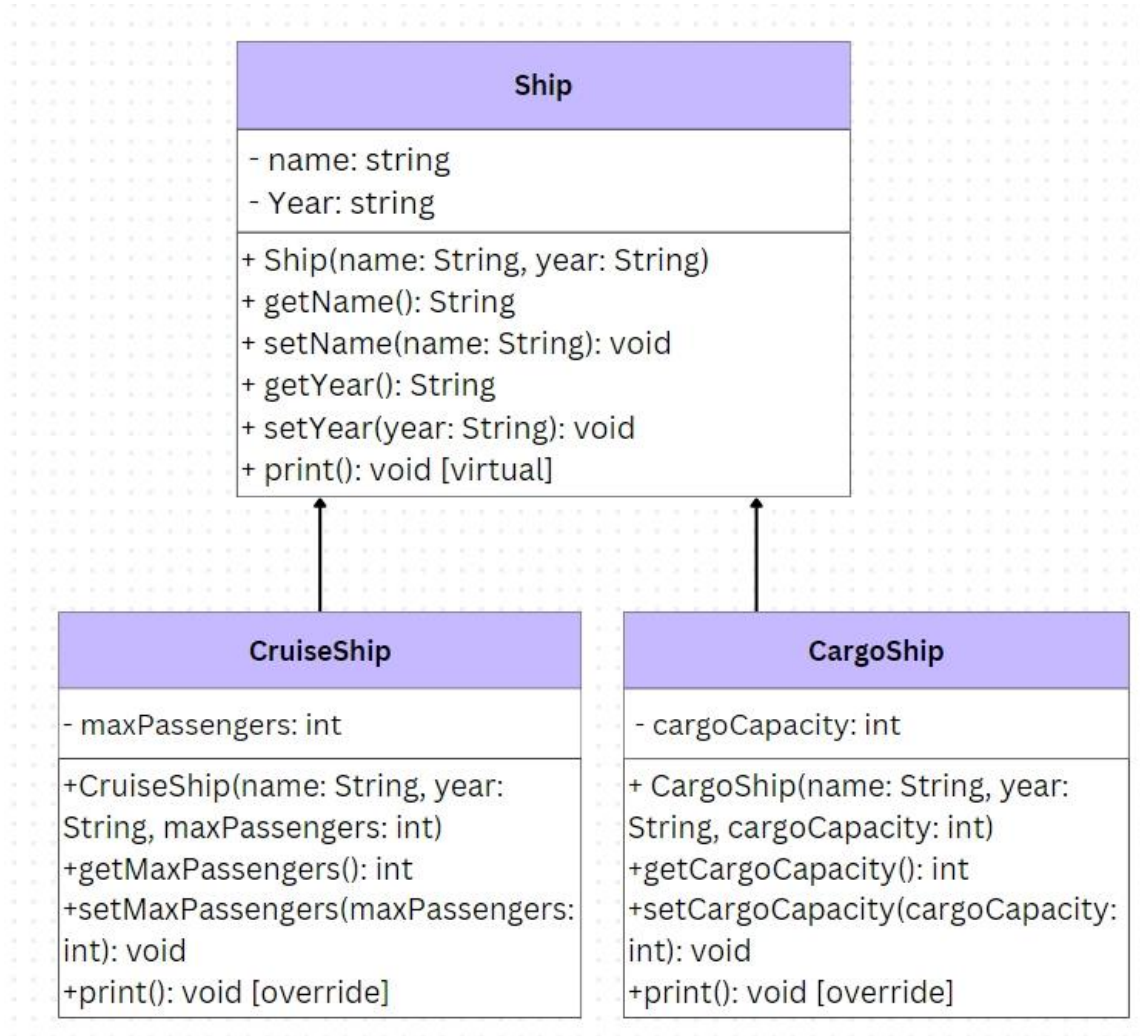 Ship
- name: string
- Year: string
+ Ship(name: String, year: String)
+ getName(): String
+ setName(name: String): void
+ getYear(): String
+ setYear(year: String): void
+ print(): void [virtual]
CruiseShip
- maxPassengers: int
+CruiseShip(name: String, year:
String, maxPassengers: int)
+getMaxPassengers(): int
+setMaxPassengers(maxPassengers:
int): void
+print(): void [override]
CargoShip
- cargoCapacity: int
+ CargoShip(name: String, year:
String, cargoCapacity: int)
+getCargoCapacity(): int
+setCargoCapacity(cargoCapacity:
int): void
+print(): void [override]